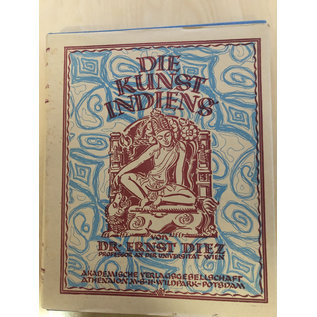 DIE
KUNST
INDIENS
VON
DR· ERNST DIEZ
PROFESSOR AN DER UNIVERSITÄT WIEN
AKADEMISCHE VERLAGSGESELLSCHAFT
ATHENAION M·B·H·WILDPARK-POTSDAM